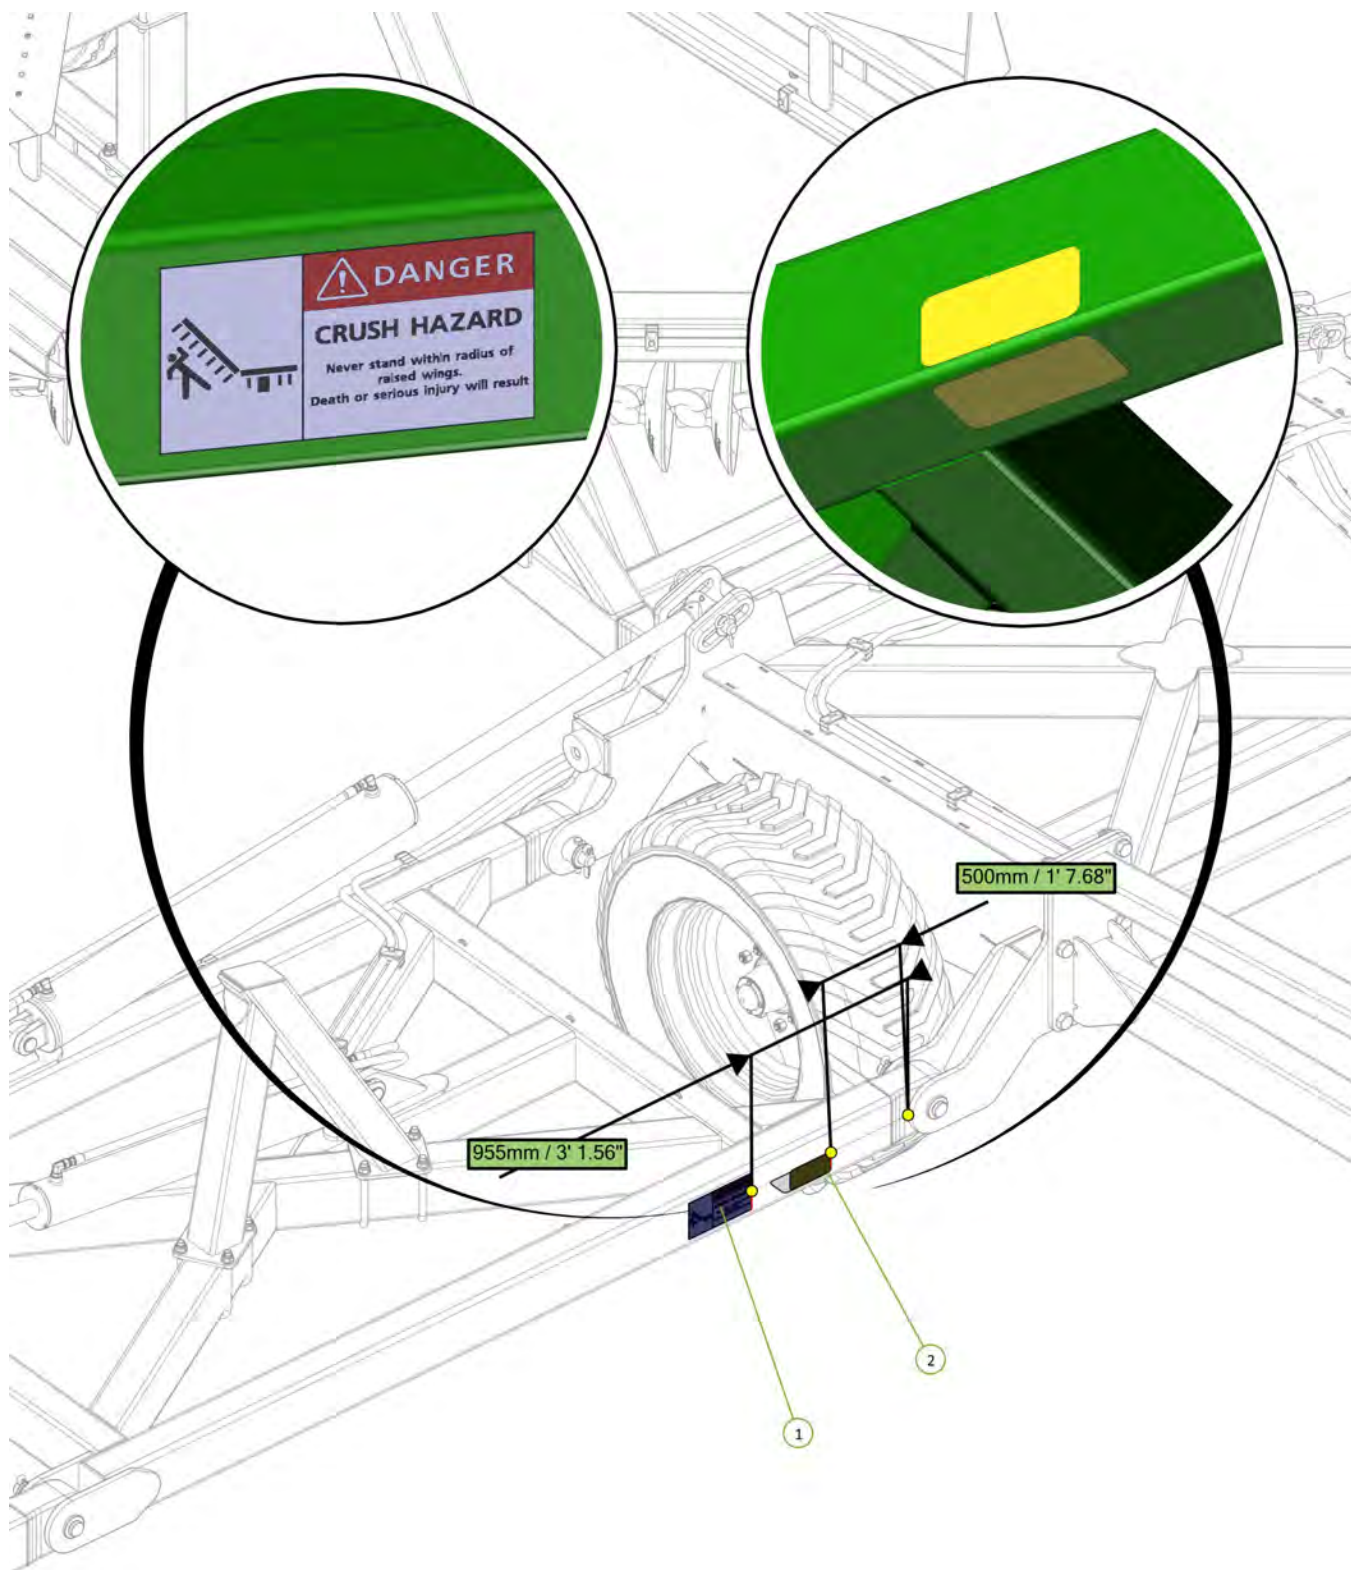 DANGER
CRUSH HAZARD
Never stand within radius of
raised wings.
Death or serious injury will result
500mm / 1' 7.68"
955mm / 3' 1.56"
2
1